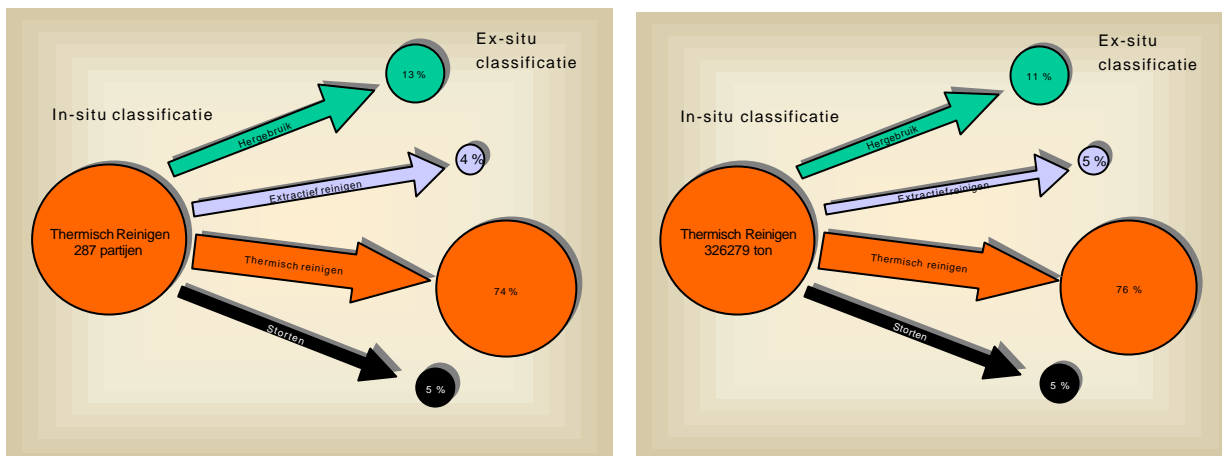 Ex-situ
classificatie
13 %
In-situ classificatie
Hergebruik
4 %
Extractief reinigen
Thermisch Reinigen
287 partijen
Thermisch reinigen
74 %
Storten
5 %
Ex-situ
classificatie
11 %
In-situ classificatie
Hergebruik
5 %
Extractief reinigen
Thermisch Reinigen
326279 ton
Thermisch reinigen
76 %
Storten
5 %